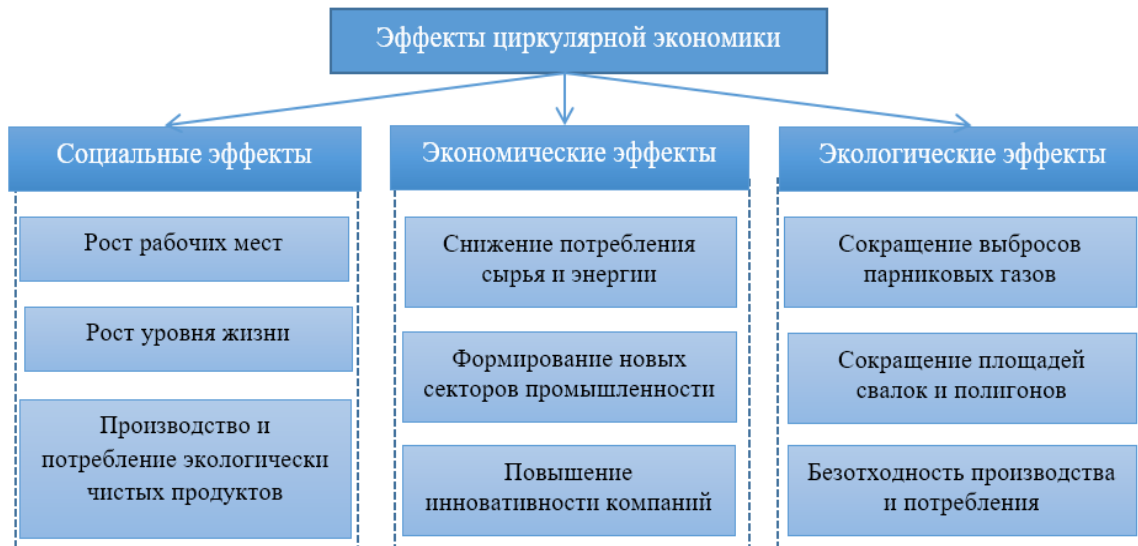 Эффекты циркулярной экономики
Социальные эффекты
Рост рабочих мест
Рост уровня жизни
Производство и
потребление экологически
чистых продуктов
Экономические эффекты
Снижение потребления
сырья и энергии
Формирование новых
секторов промышленности
Повышение
инновативности компаний
Экологические эффекты
Сокращение выбросов
парниковых газов
Сокращение площадей
свалок и полигонов
Безотходность производства
и потребления